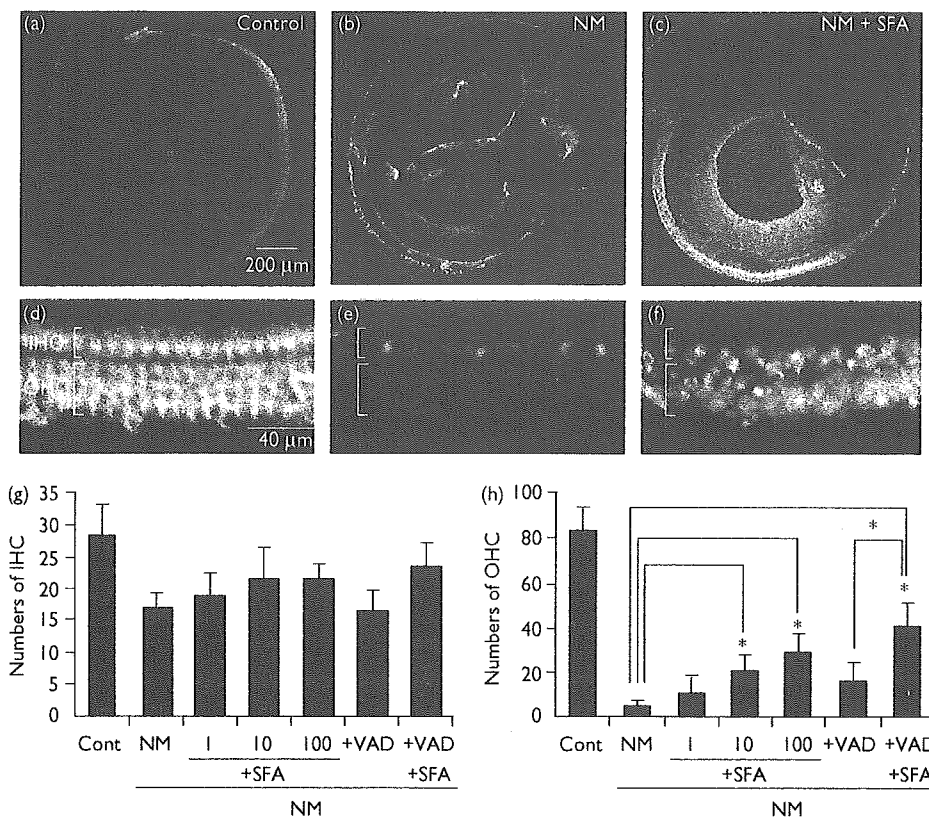 (a) Control
(b) NM
(c) NM + SFA
200 µm
(d)
IHC
40 µm
(e)
(f)
(g)
Numbers of IHC
35
30
25
20
15
10
5
0
Cont NM 1 10 100 +VAD +VAD
+SFA +SFA
NM
(h)
Numbers of OHC
100
80
60
40
20
0
*
*
*
*
Cont NM 1 10 100 +VAD +VAD
+SFA +SFA
NM